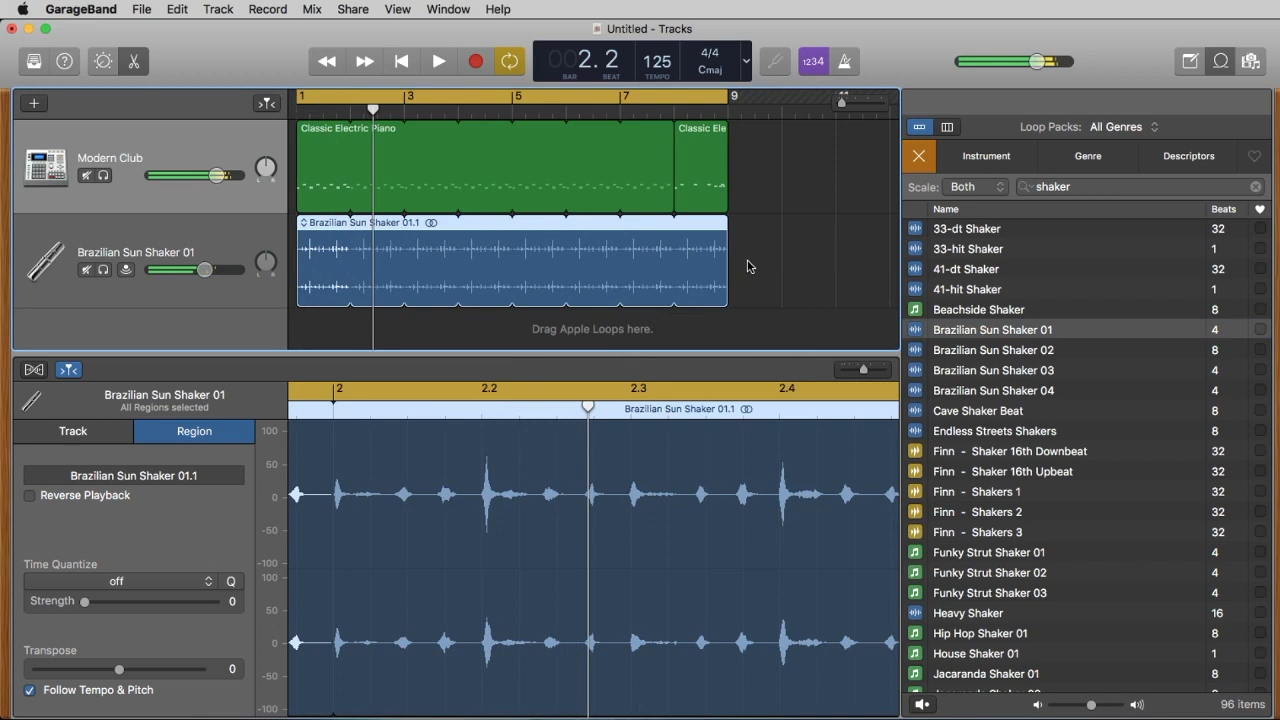 GarageBand File Edit Track Record Mix Share View Window Help
Untitled - Tracks
002. 2
BAR BEAT
125
TEMPO
4/4
Cmaj
1234
1 3 5 7 9 11
Modern Club
L R
Classic Electric Piano
Classic Ele
Brazilian Sun Shaker 01
L R
Brazilian Sun Shaker 01.1
Drag Apple Loops here.
Brazilian Sun Shaker 01
All Regions selected
Track Region
Brazilian Sun Shaker 01.1
Reverse Playback
Time Quantize
off Q
Strength 0
Transpose
0
Follow Tempo & Pitch
2 2.2 2.3 2.4
Brazilian Sun Shaker 01.1
100
50
0
-50
-100
100
50
0
-50
-100
Loop Packs: All Genres
Instrument Genre Descriptors
Scale: Both shaker
Name Beats
33-dt Shaker 32
33-hit Shaker 1
41-dt Shaker 32
41-hit Shaker 1
Beachside Shaker 8
Brazilian Sun Shaker 01 4
Brazilian Sun Shaker 02 8
Brazilian Sun Shaker 03 4
Brazilian Sun Shaker 04 4
Cave Shaker Beat 8
Endless Streets Shakers 8
Finn - Shaker 16th Downbeat 32
Finn - Shaker 16th Upbeat 32
Finn - Shakers 1 32
Finn - Shakers 2 32
Finn - Shakers 3 32
Funky Strut Shaker 01 4
Funky Strut Shaker 02 4
Funky Strut Shaker 03 4
Heavy Shaker 16
Hip Hop Shaker 01 8
House Shaker 01 1
Jacaranda Shaker 01 8
96 items